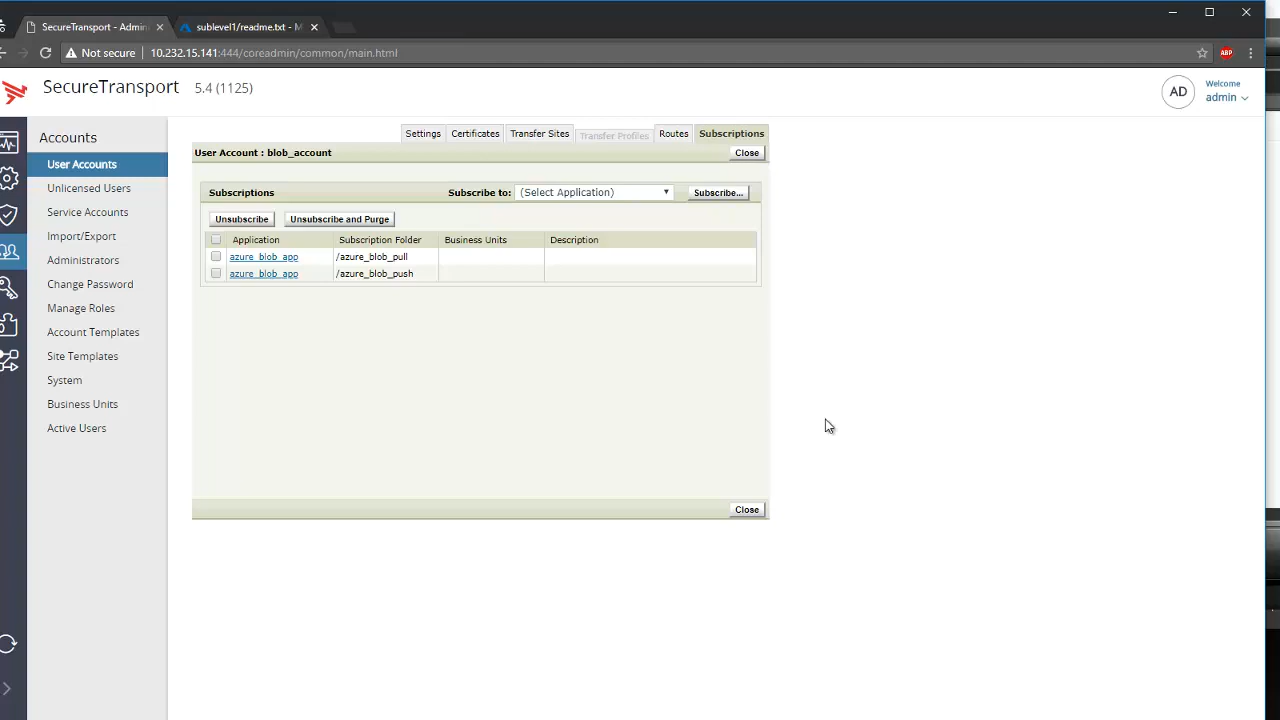 SecureTransport - Admin
sublevel1/readme.txt - M
Not secure 10.232.15.141:444/coreadmin/common/main.html
ABP
SecureTransport 5.4 (1125)
AD
Welcome
admin
Accounts
User Accounts
Unlicensed Users
Service Accounts
Import/Export
Administrators
Change Password
Manage Roles
Account Templates
Site Templates
System
Business Units
Active Users
Settings Certificates Transfer Sites Transfer Profiles Routes Subscriptions
User Account : blob_account Close
Subscriptions Subscribe to: (Select Application) Subscribe...
Unsubscribe Unsubscribe and Purge
Application Subscription Folder Business Units Description
azure_blob_app /azure_blob_pull
azure_blob_app /azure_blob_push
Close